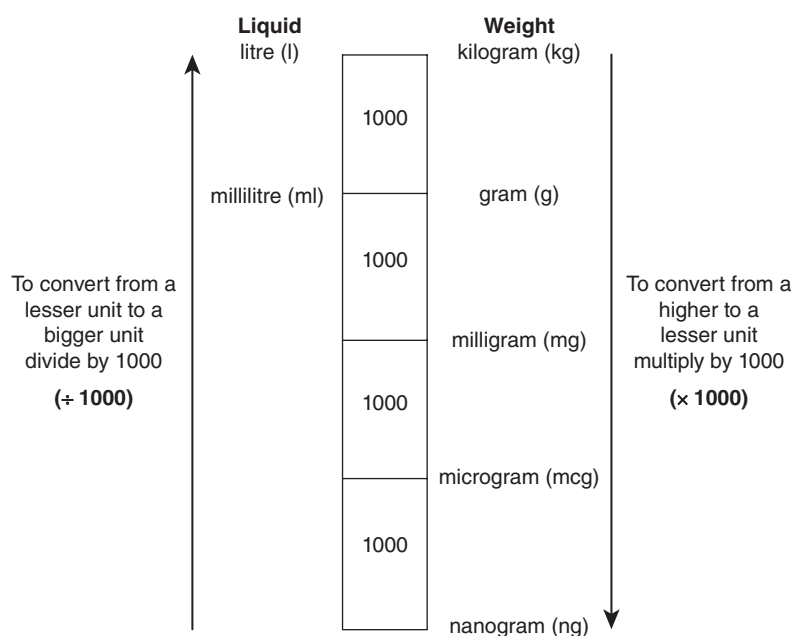 Liquid
litre (l)
Weight
kilogram (kg)
1000
millilitre (ml)
gram (g)
1000
To convert from a
lesser unit to a
bigger unit
divide by 1000
(÷ 1000)
milligram (mg)
To convert from a
higher to a
lesser unit
multiply by 1000
(× 1000)
1000
microgram (mcg)
1000
nanogram (ng)